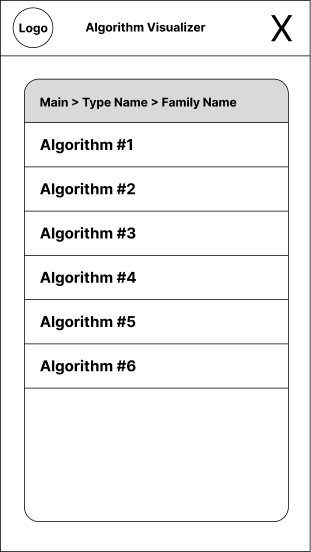 Logo
Algorithm Visualizer
X
Main > Type Name > Family Name
Algorithm #1
Algorithm #2
Algorithm #3
Algorithm #4
Algorithm #5
Algorithm #6